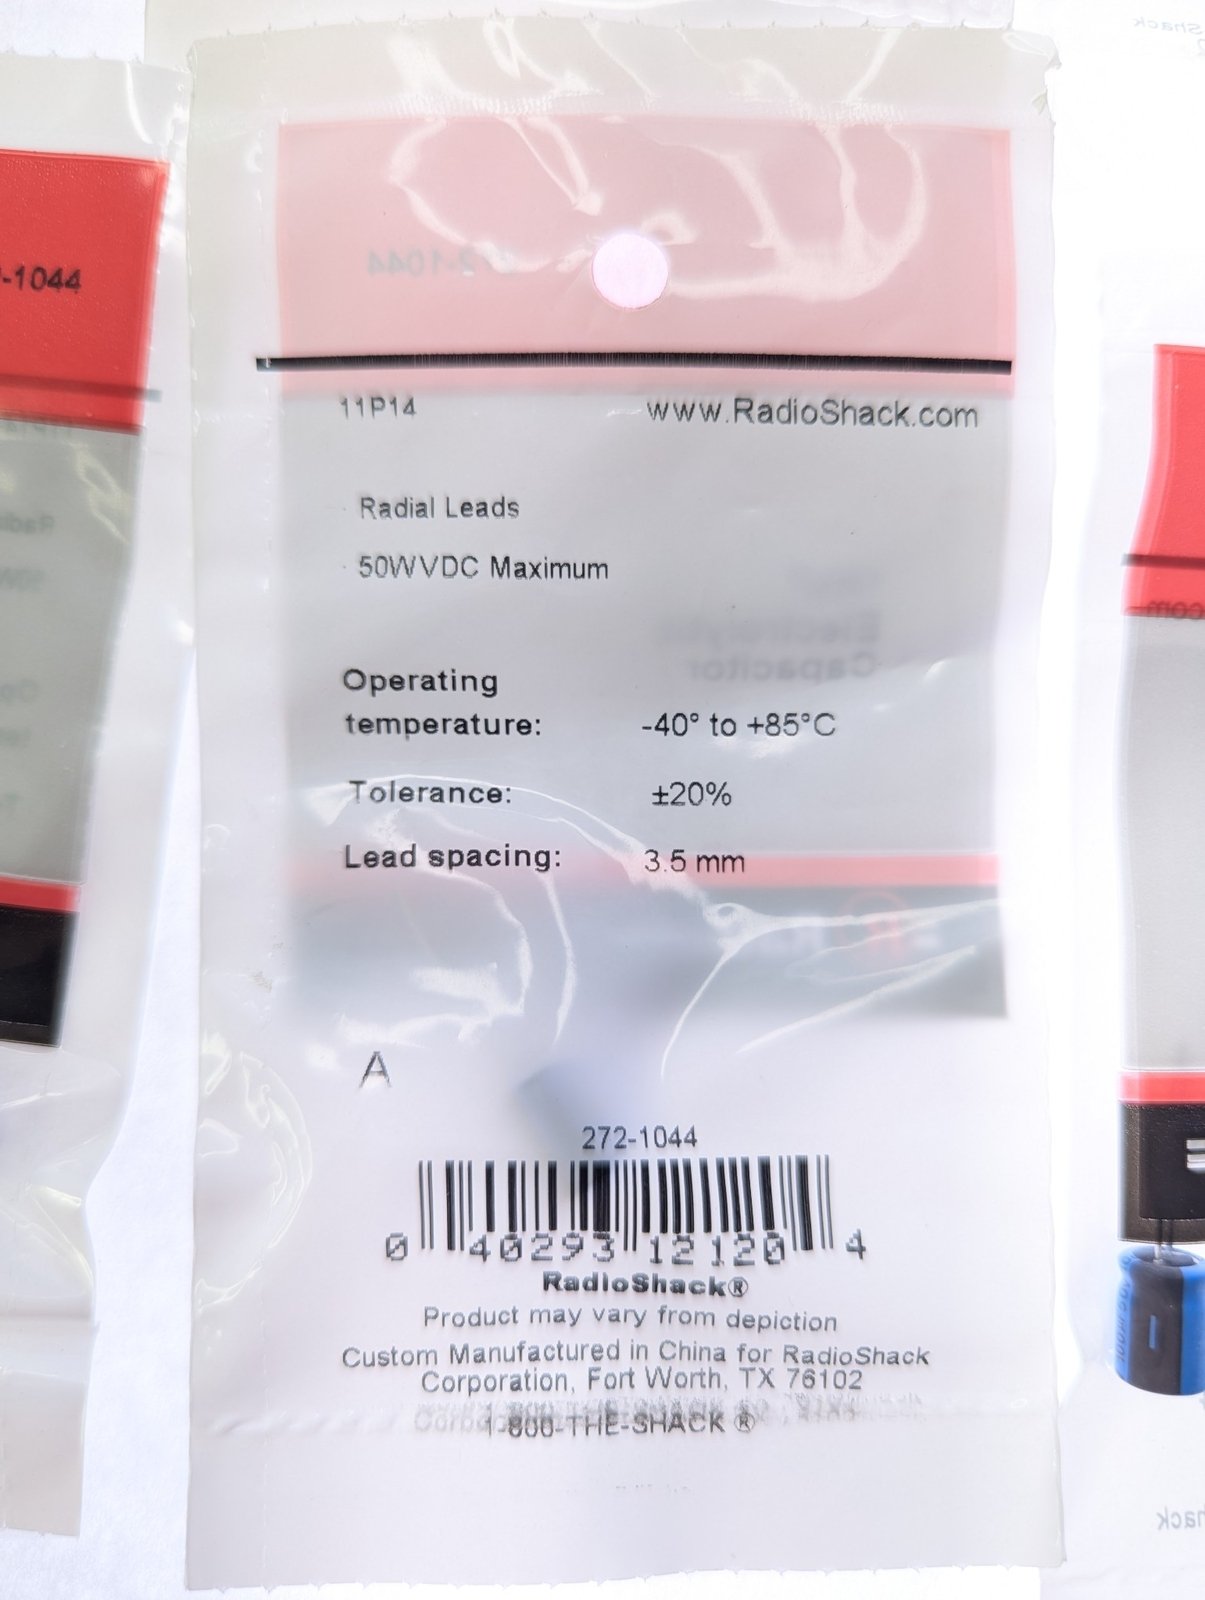 -1044
11P14
www.RadioShack.com
· Radial Leads
· 50WVDC Maximum
Operating
temperature: -40° to +85°C
Tolerance: ±20%
Lead spacing: 3.5 mm
A
272-1044
0 40293 12120 4
RadioShack®
Product may vary from depiction
Custom Manufactured in China for RadioShack
Corporation, Fort Worth, TX 76102
1-800-THE-SHACK ®